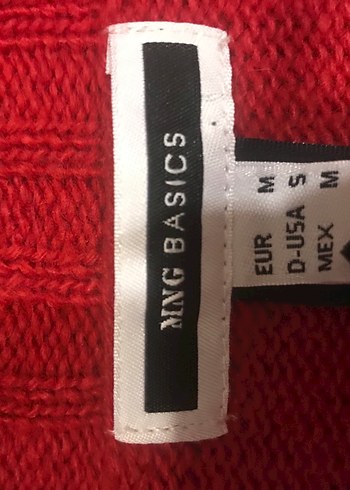 MNG BASICS
EUR M
D-USA S
MEX M